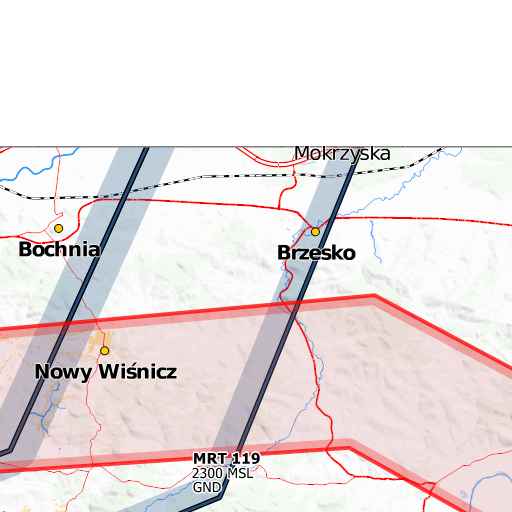 Mokrzyska
Bochnia
Brzesko
Nowy Wiśnicz
MRT 119
2300 MSL
GND